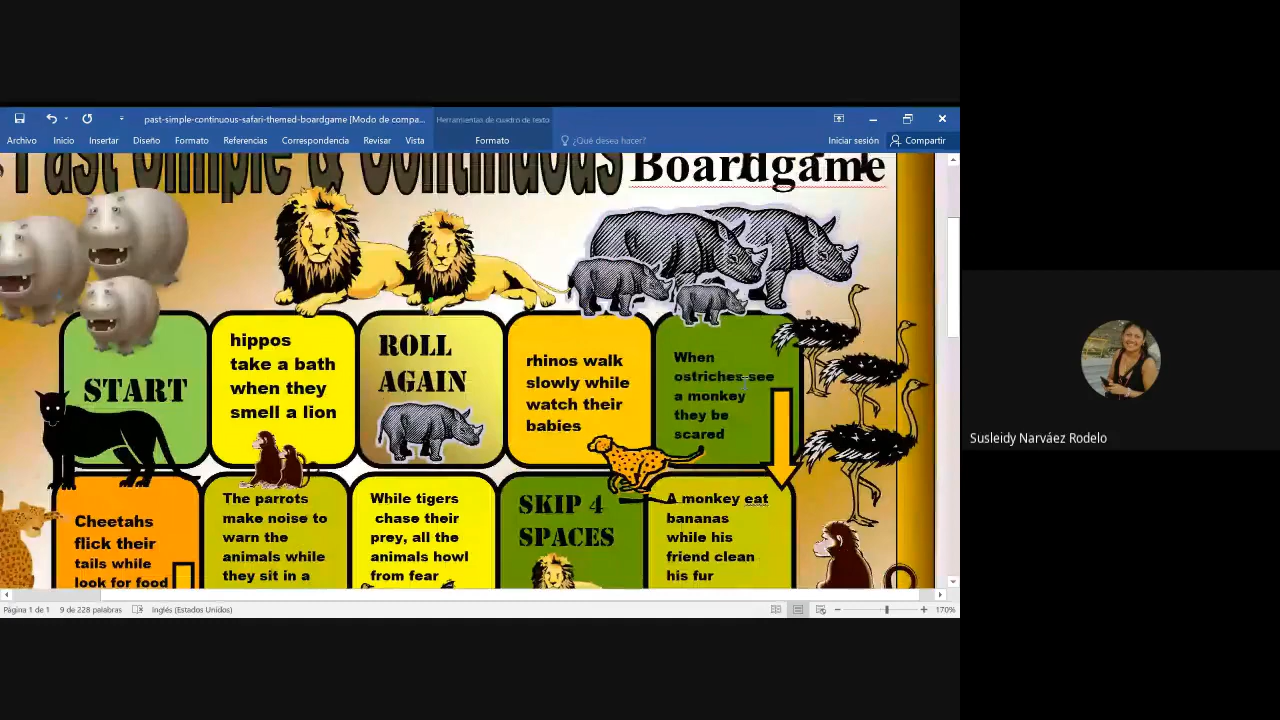 past-simple-continuous-safari-themed-boardgame [Modo de compa...
Herramientas de cuadro de texto
Archivo
Inicio
Insertar
Diseño
Formato
Referencias
Correspondencia
Revisar
Vista
Formato
¿Qué desea hacer?
Iniciar sesión
Compartir
Past Simple & Continuous
Boardgame
START
hippos
take a bath
when they
smell a lion
ROLL
AGAIN
rhinos walk
slowly while
watch their
babies
When
ostriches see
a monkey
they be
scared
Cheetahs
flick their
tails while
look for food
The parrots
make noise to
warn the
animals while
they sit in a
While tigers
chase their
prey, all the
animals howl
from fear
SKIP 4
SPACES
A monkey eat
bananas
while his
friend clean
his fur
Página 1 de 1
9 de 228 palabras
Inglés (Estados Unidos)
170%
Susleidy Narváez Rodelo